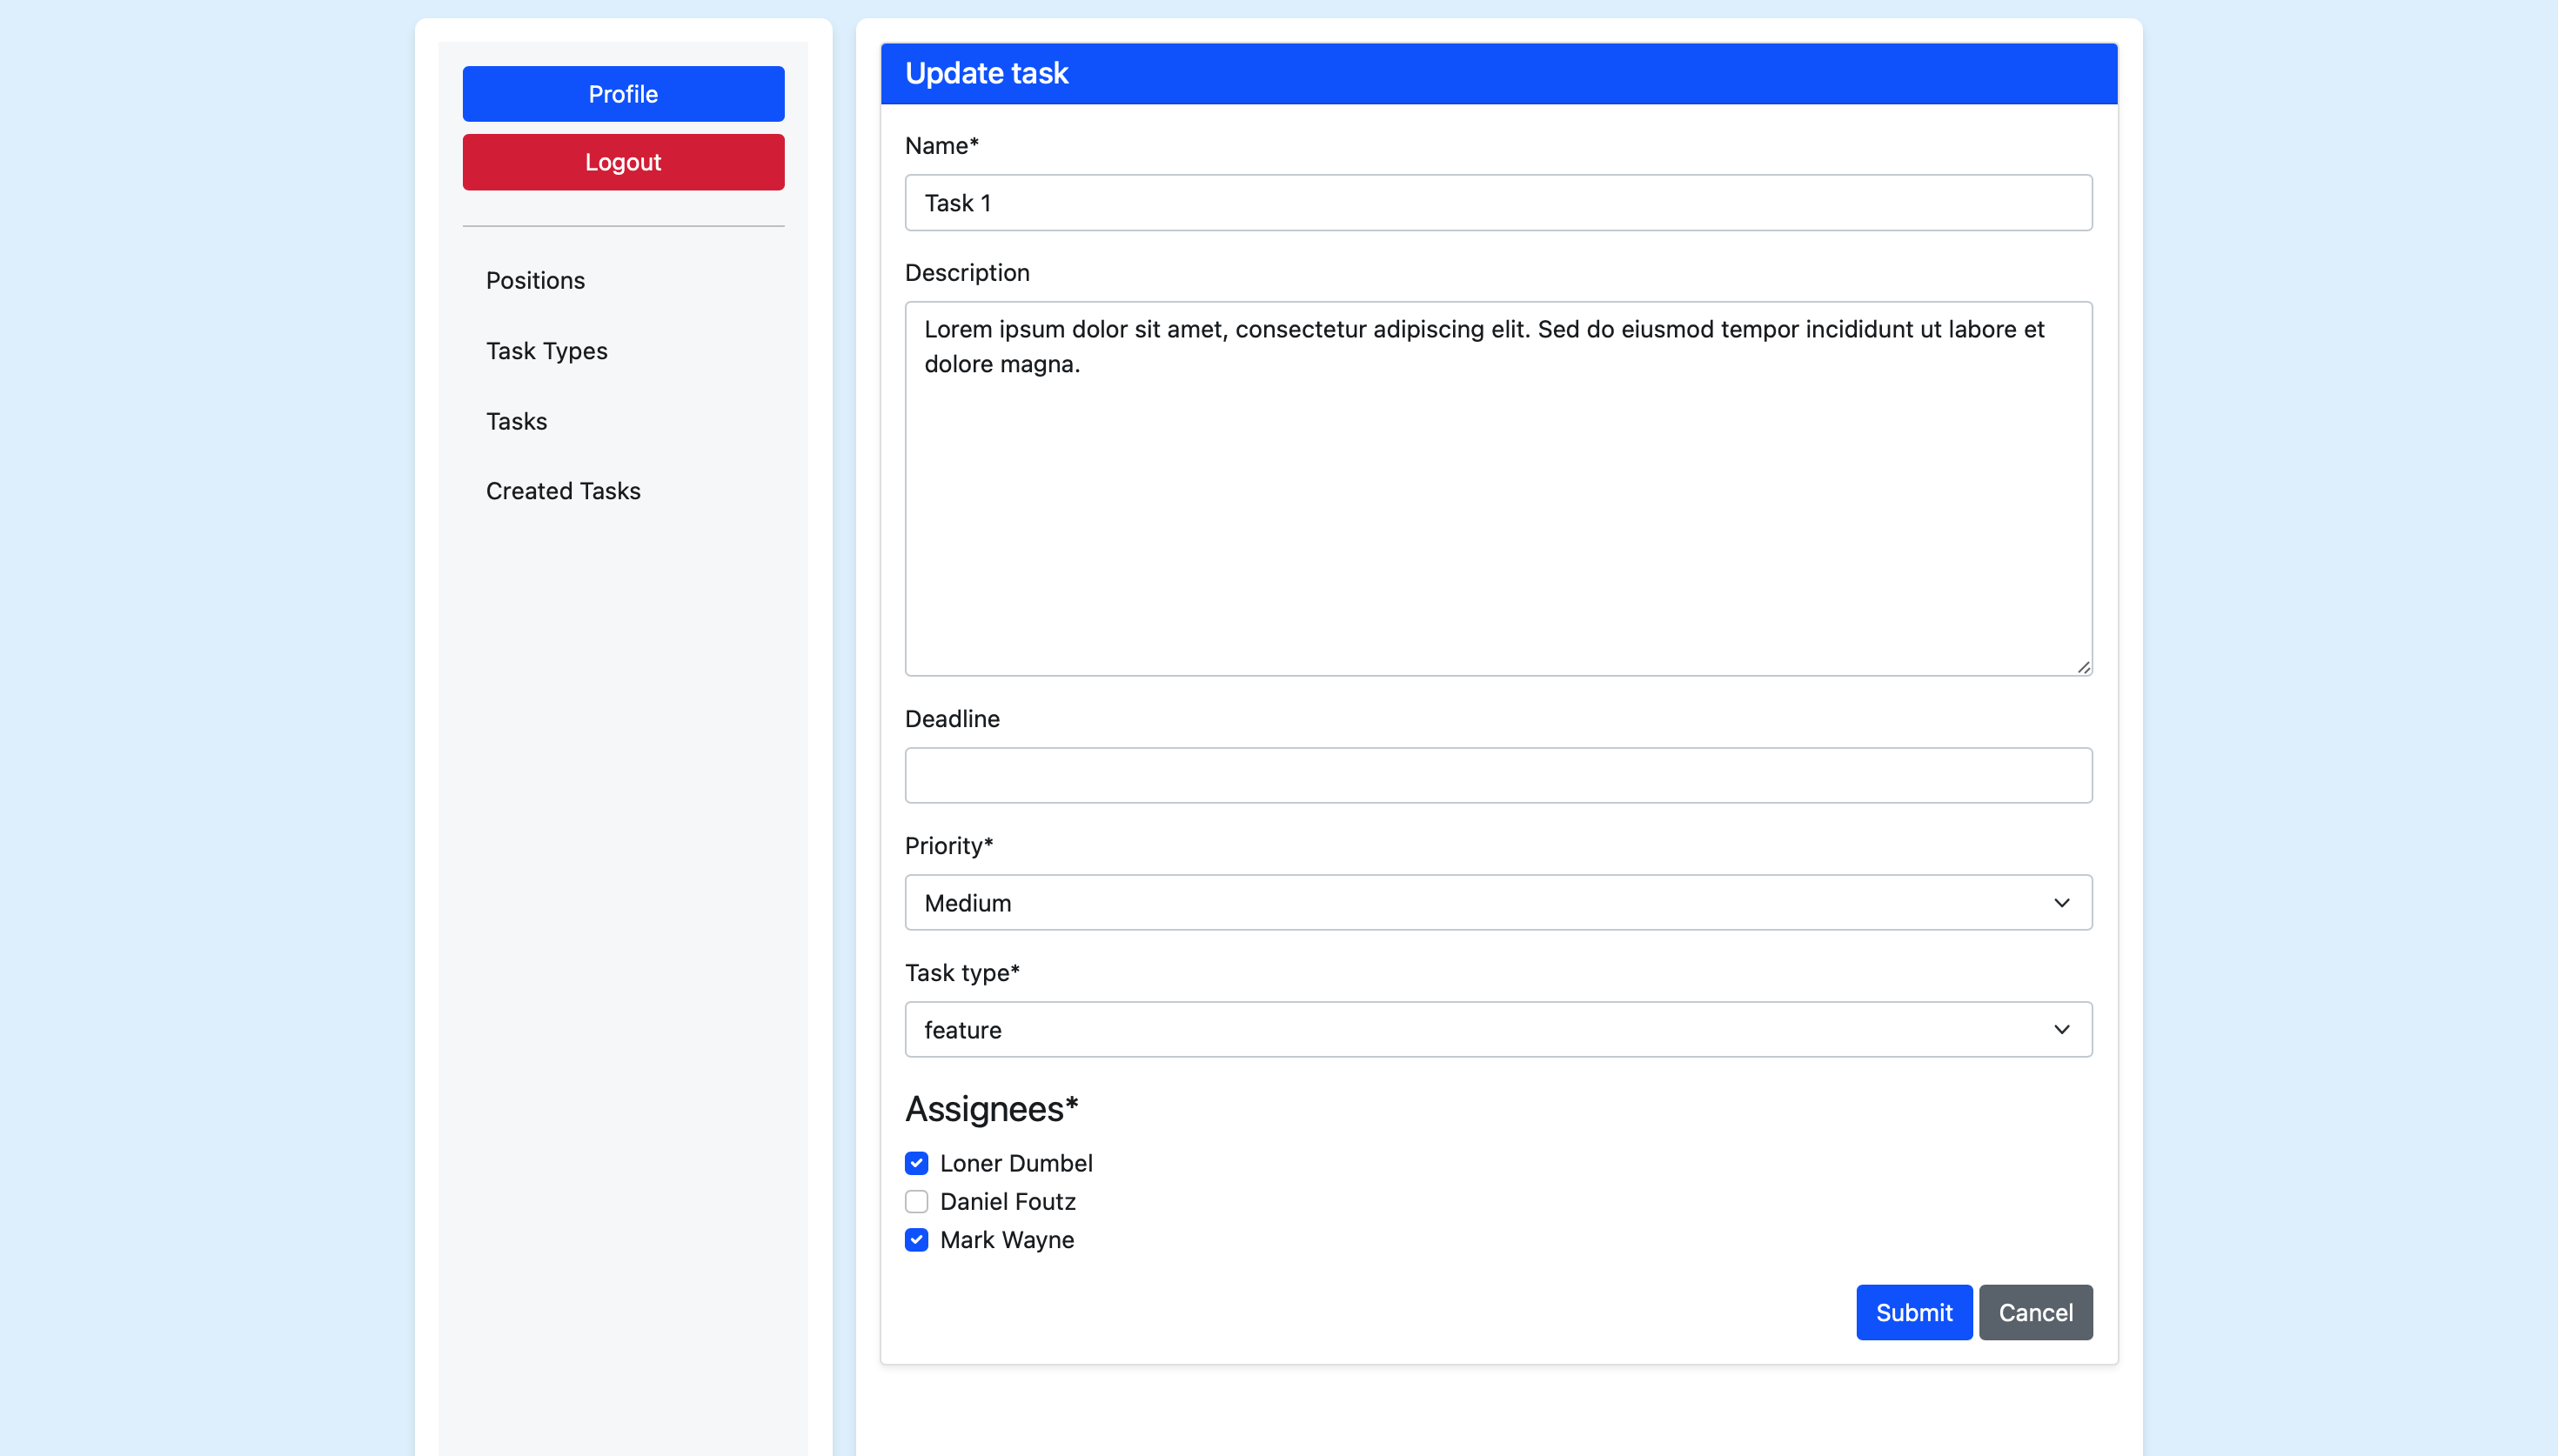 Profile
Logout
Positions
Task Types
Tasks
Created Tasks
Update task
Name*
Task 1
Description
Lorem ipsum dolor sit amet, consectetur adipiscing elit. Sed do eiusmod tempor incididunt ut labore et
dolore magna.
Deadline
Priority*
Medium
Task type*
feature
Assignees*
Loner Dumbel
Daniel Foutz
Mark Wayne
Submit
Cancel